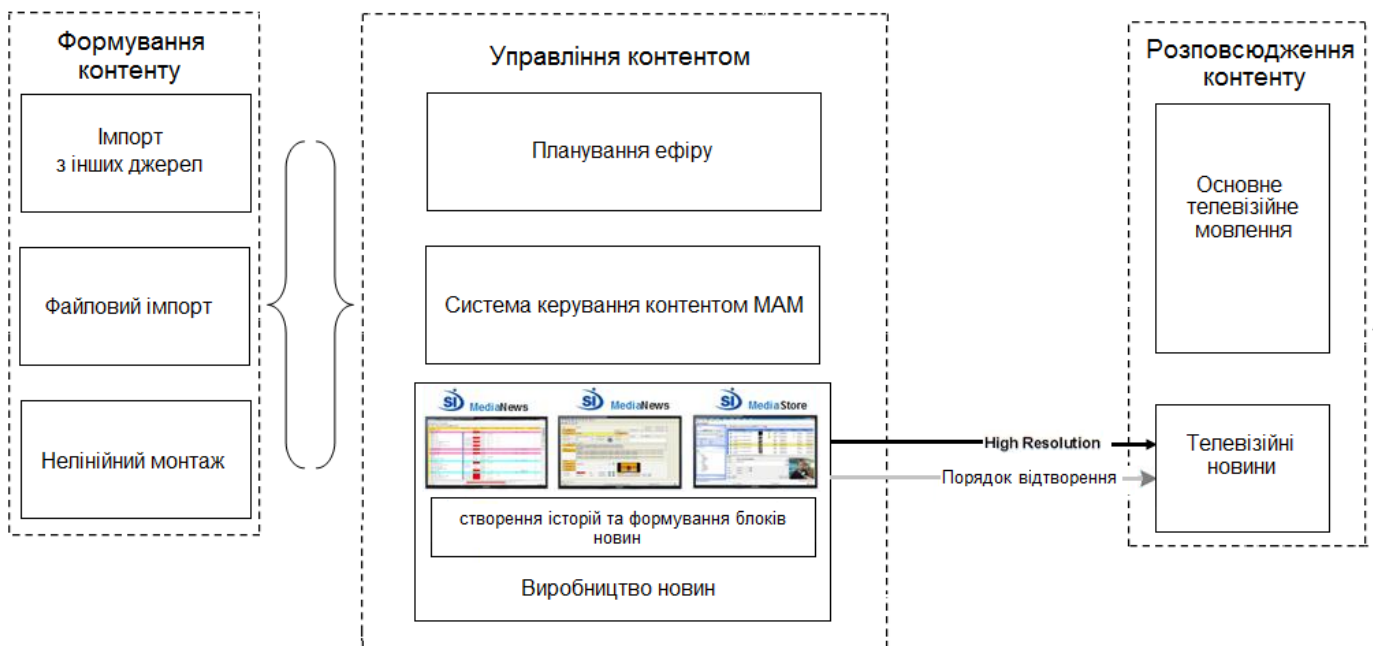 Формування
контенту
Імпорт
з інших джерел
Файловий імпорт
Нелінійний монтаж
Управління контентом
Планування ефіру
Система керування контентом МАМ
SI MediaNews
SI MediaNews
SI MediaStore
створення історій та формування блоків
новин
Виробництво новин
High Resolution
Порядок відтворення
Розповсюдження
контенту
Основне
телевізійне
мовлення
Телевізійні
новини